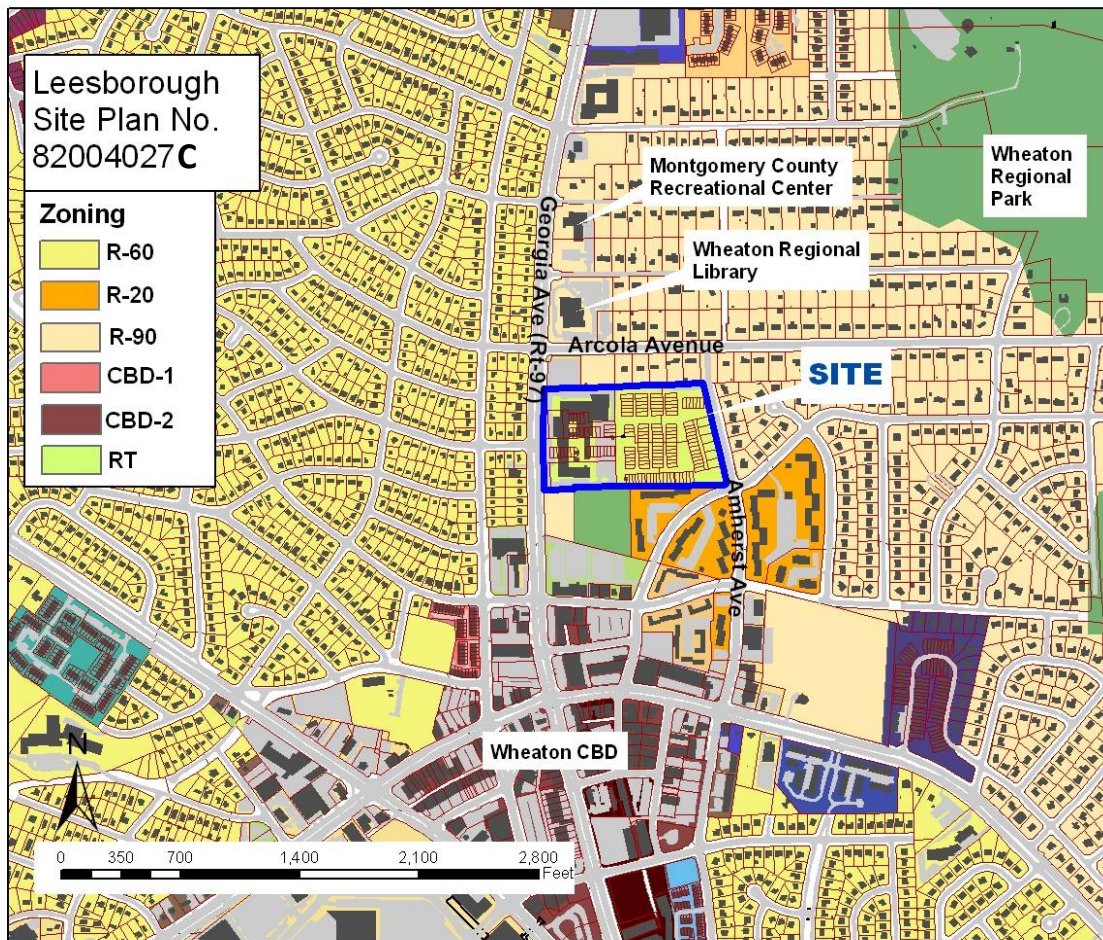 Leesborough
Site Plan No.
82004027C
Zoning
R-60
R-20
R-90
CBD-1
CBD-2
RT
Georgia Ave (Rt-97)
Montgomery County
Recreational Center
Wheaton
Regional
Park
Wheaton Regional
Library
Arcola Avenue
SITE
Amherst Ave
Wheaton CBD
N
0 350 700 1,400 2,100 2,800
Feet